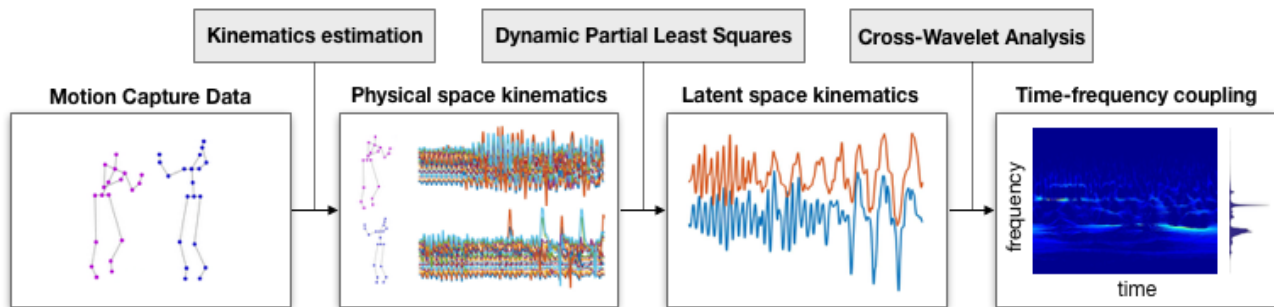 Kinematics estimation
Dynamic Partial Least Squares
Cross-Wavelet Analysis
Motion Capture Data
Physical space kinematics
Latent space kinematics
Time-frequency coupling
frequency
time